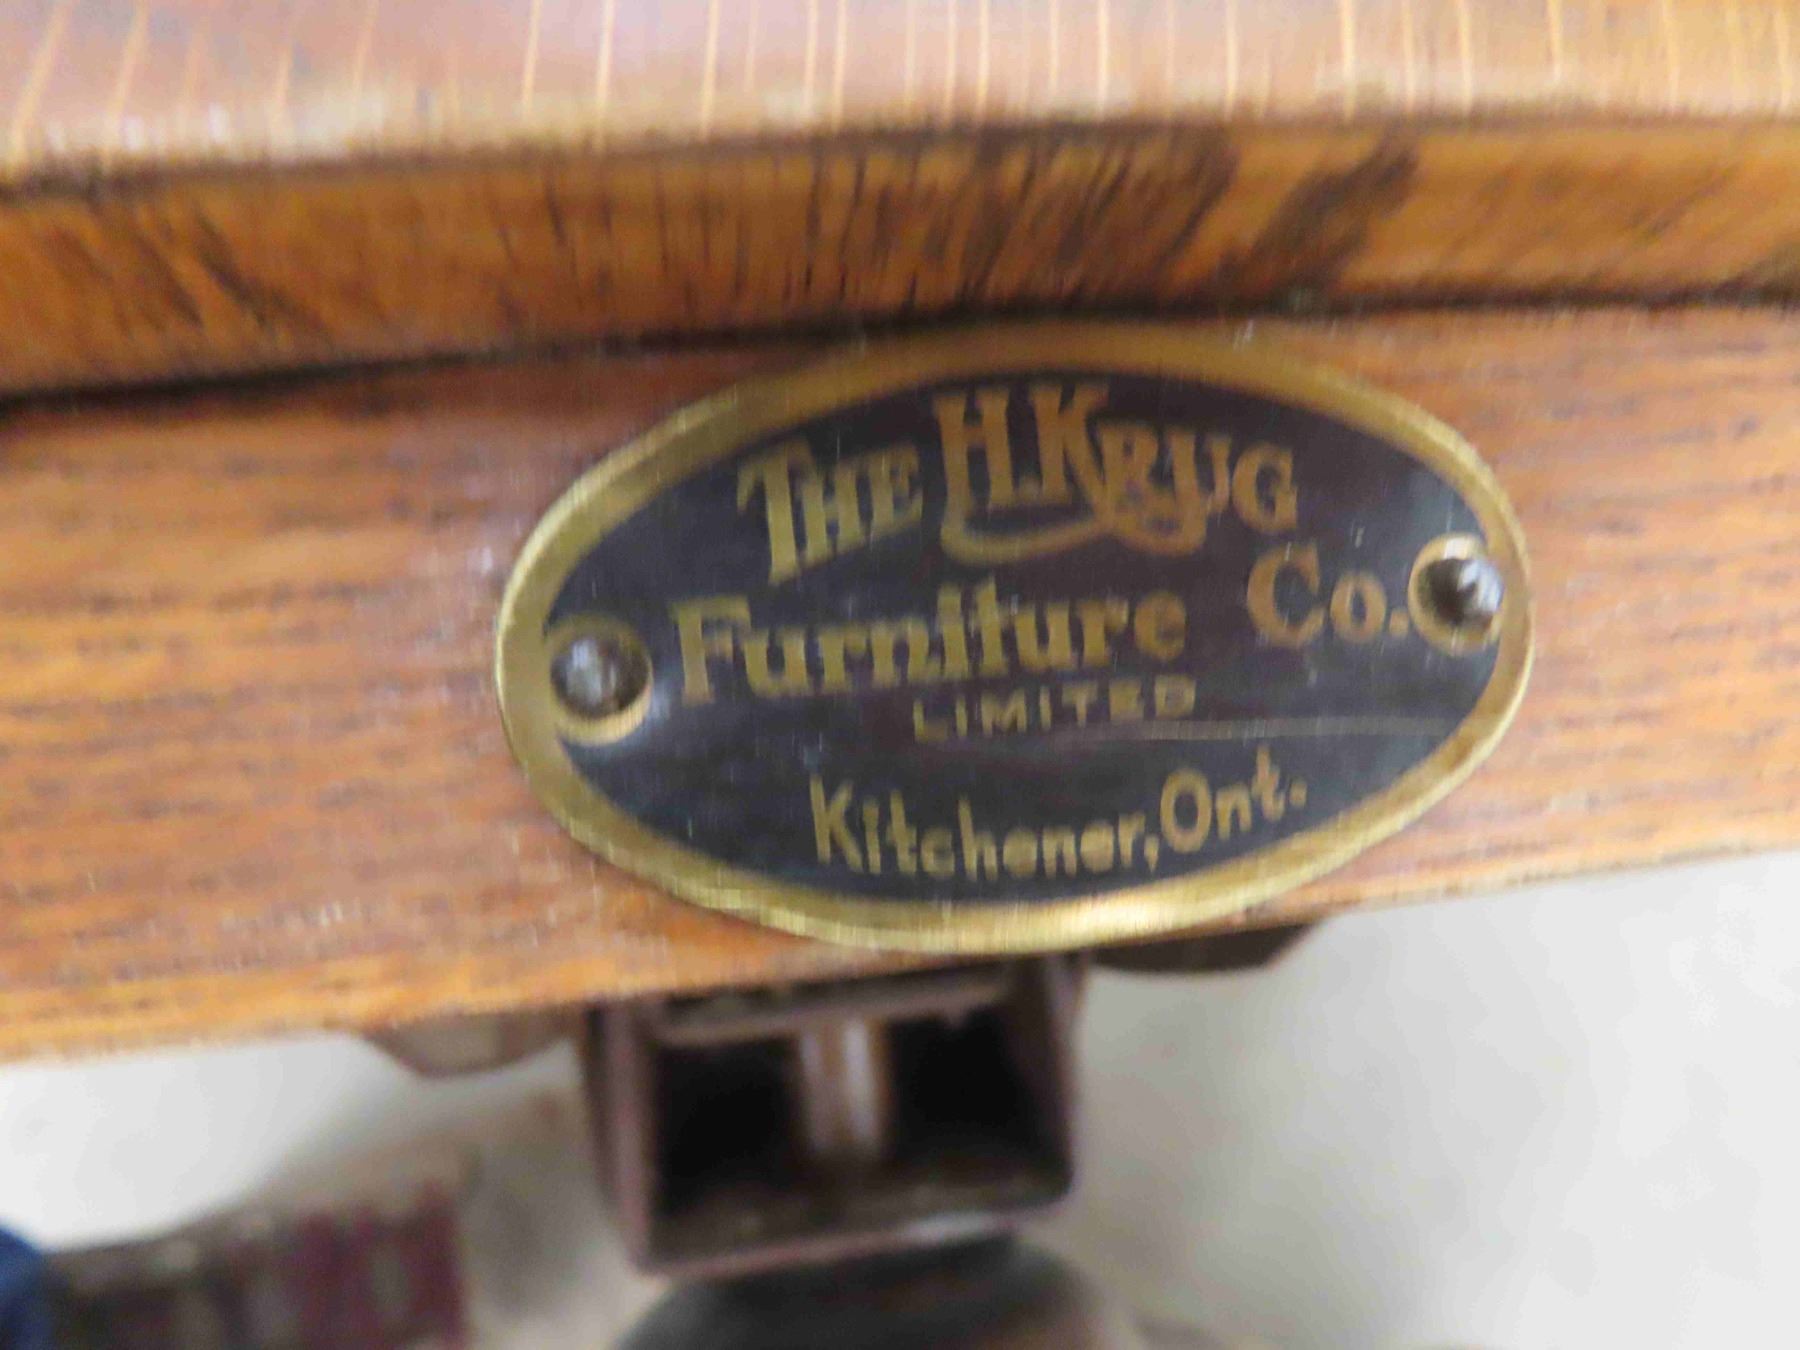 THE H. KRUG
Furniture Co.
LIMITED
Kitchener, Ont.